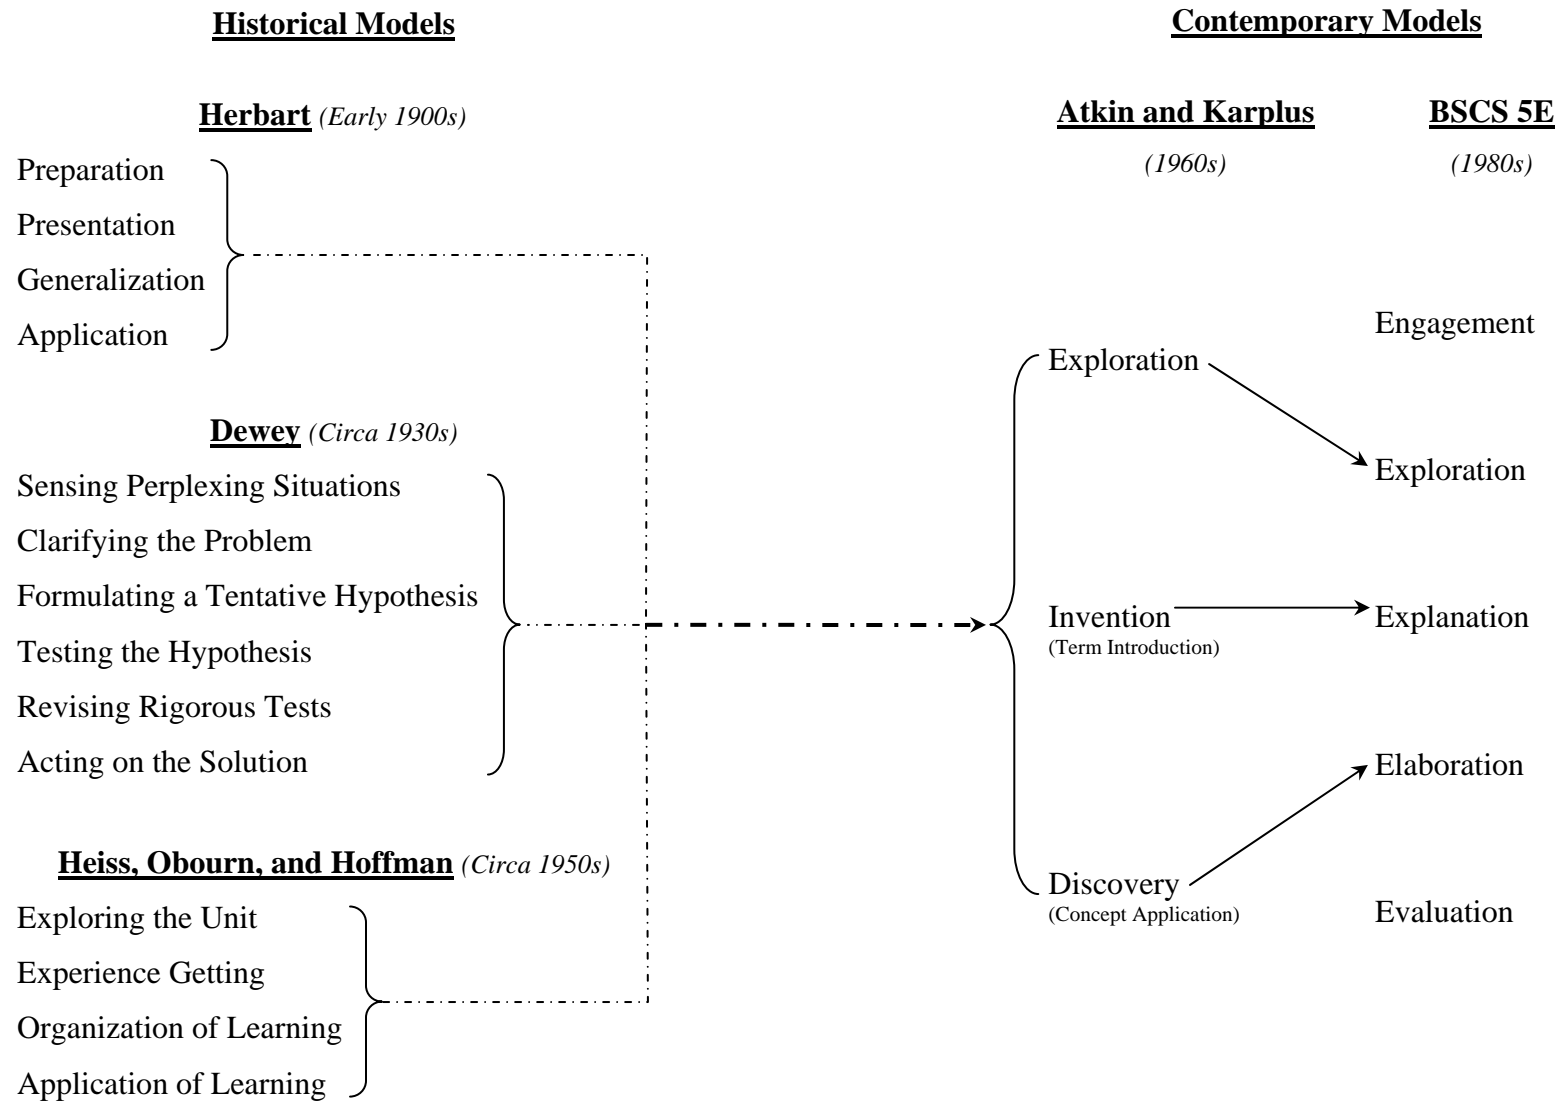 Historical Models
Herbart (Early 1900s)
Preparation
Presentation
Generalization
Application
Dewey (Circa 1930s)
Sensing Perplexing Situations
Clarifying the Problem
Formulating a Tentative Hypothesis
Testing the Hypothesis
Revising Rigorous Tests
Acting on the Solution
Heiss, Obourn, and Hoffman (Circa 1950s)
Exploring the Unit
Experience Getting
Organization of Learning
Application of Learning
Contemporary Models
Atkin and Karplus
(1960s)
Exploration
Invention
(Term Introduction)
Discovery
(Concept Application)
BSCS 5E
(1980s)
Engagement
Exploration
Explanation
Elaboration
Evaluation